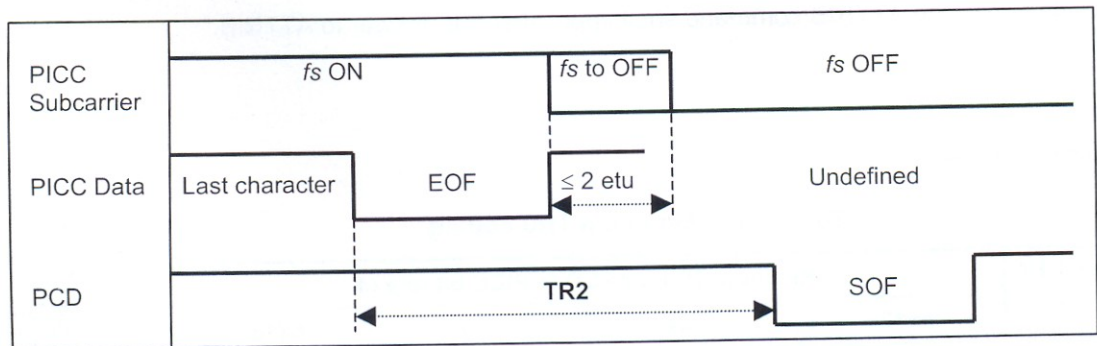 PICC
Subcarrier
fs ON
fs to OFF
fs OFF
PICC Data
Last character
EOF
≤ 2 etu
Undefined
PCD
TR2
SOF